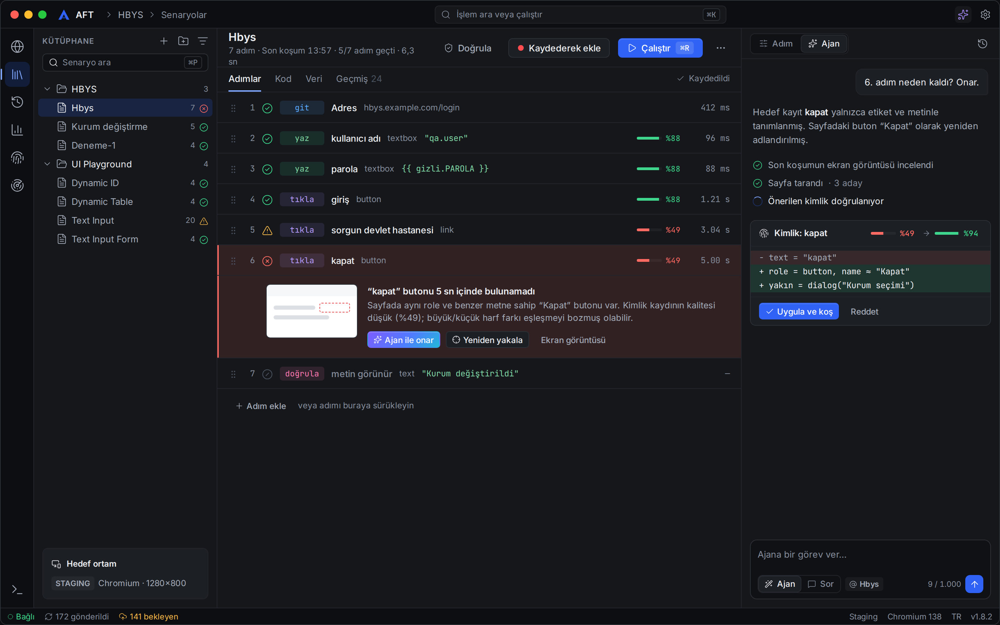 AFT > HBYS > Senaryolar
İşlem ara veya çalıştır ⌘K
KÜTÜPHANE
Senaryo ara ⌘P
HBYS 3
Hbys 7
Kurum değiştirme 5
Deneme-1 4
UI Playground 4
Dynamic ID 4
Dynamic Table 4
Text Input 20
Text Input Form 4
Hedef ortam
STAGING Chromium · 1280×800
Hbys
7 adım · Son koşum 13:57 · 5/7 adım geçti · 6,3
sn
Doğrula Kaydederek ekle Çalıştır ⌘R
Adımlar Kod Veri Geçmiş 24 Kaydedildi
1 git Adres hbys.example.com/login 412 ms
2 yaz kullanıcı adı textbox "qa.user" %88 96 ms
3 yaz parola textbox {{ gizli.PAROLA }} %88 88 ms
4 tıkla giriş button %88 1.21 s
5 tıkla sorgun devlet hastanesi link %49 3.04 s
6 tıkla kapat button %49 5.00 s
“kapat” butonu 5 sn içinde bulunamadı
Sayfada aynı role ve benzer metne sahip “Kapat” butonu var. Kimlik kaydının kalitesi
düşük (%49); büyük/küçük harf farkı eşleşmeyi bozmuş olabilir.
Ajan ile onar Yeniden yakala Ekran görüntüsü
7 doğrula metin görünür text "Kurum değiştirildi" —
+ Adım ekle veya adımı buraya sürükleyin
Adım Ajan
6. adım neden kaldı? Onar.
Hedef kayıt kapat yalnızca etiket ve metinle
tanımlanmış. Sayfadaki buton “Kapat” olarak yeniden
adlandırılmış.
Son koşumun ekran görüntüsü incelendi
Sayfa tarandı · 3 aday
Önerilen kimlik doğrulanıyor
Kimlik: kapat %49 → %94
- text = "kapat"
+ role = button, name ≈ "Kapat"
+ yakın = dialog("Kurum seçimi")
Uygula ve koş Reddet
Ajana bir görev ver...
Ajan Sor @ Hbys 9 / 1.000
Bağlı 172 gönderildi 141 bekleyen
Staging Chromium 138 TR v1.8.2